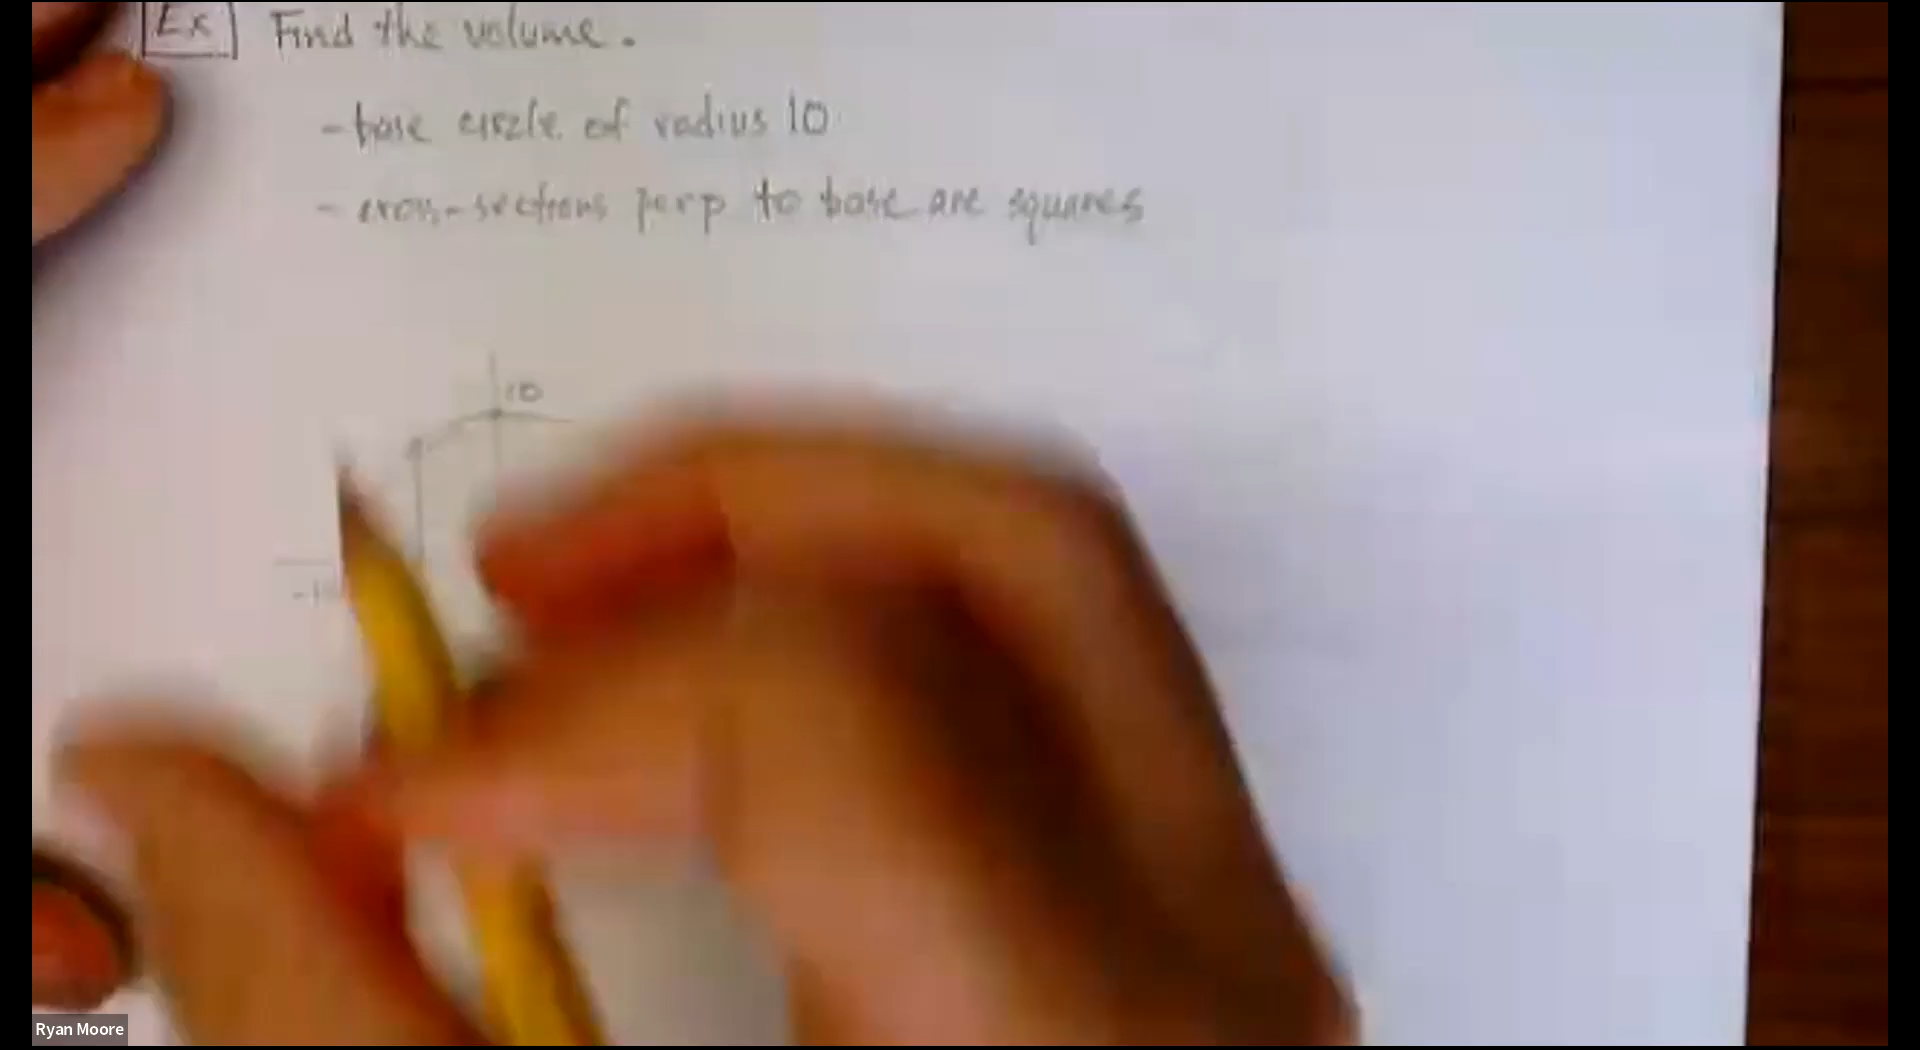 Ex Find the volume.
- base circle of radius 10
- cross-sections perp to base are squares
10
Ryan Moore